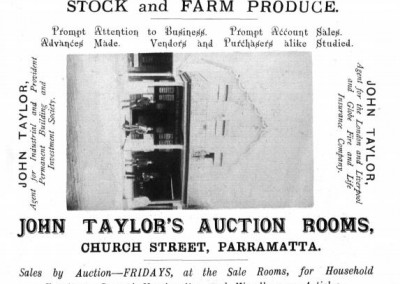 STOCK and FARM PRODUCE.
Prompt Attention to Business. Prompt Account Sales.
Advances Made. Vendors and Purchasers alike Studied.
JOHN TAYLOR,
Agent for Industrial and Provident
Permanent Building and
Investment Society.
JOHN TAYLOR,
Agent for the London and Liverpool
and Globe Fire and Life
Insurance Company.
JOHN TAYLOR'S AUCTION ROOMS,
CHURCH STREET, PARRAMATTA.
Sales by Auction—FRIDAYS, at the Sale Rooms, for Household